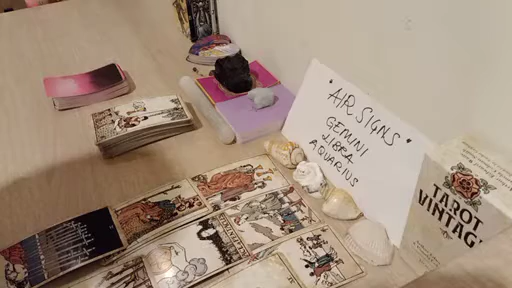 AIR SIGNS
GEMINI
LIBRA
AQUARIUS
TAROT
VINTAGE